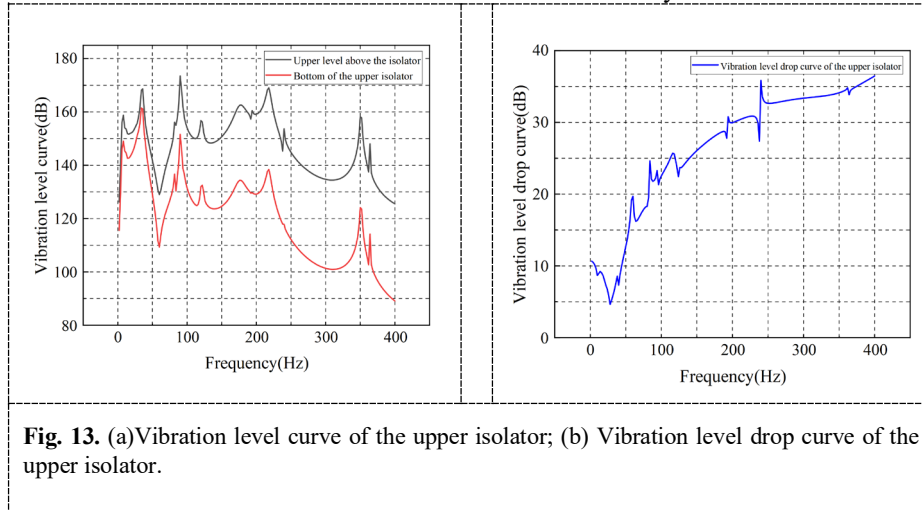 180
160
140
120
100
80
0
100
200
300
400
Vibration level curve(dB)
Frequency(Hz)
Upper level above the isolator
Bottom of the upper isolator
40
30
20
10
0
0
100
200
300
400
Vibration level drop curve(dB)
Frequency(Hz)
Vibration level drop curve of the upper isolator
Fig. 13. (a)Vibration level curve of the upper isolator; (b) Vibration level drop curve of the
upper isolator.